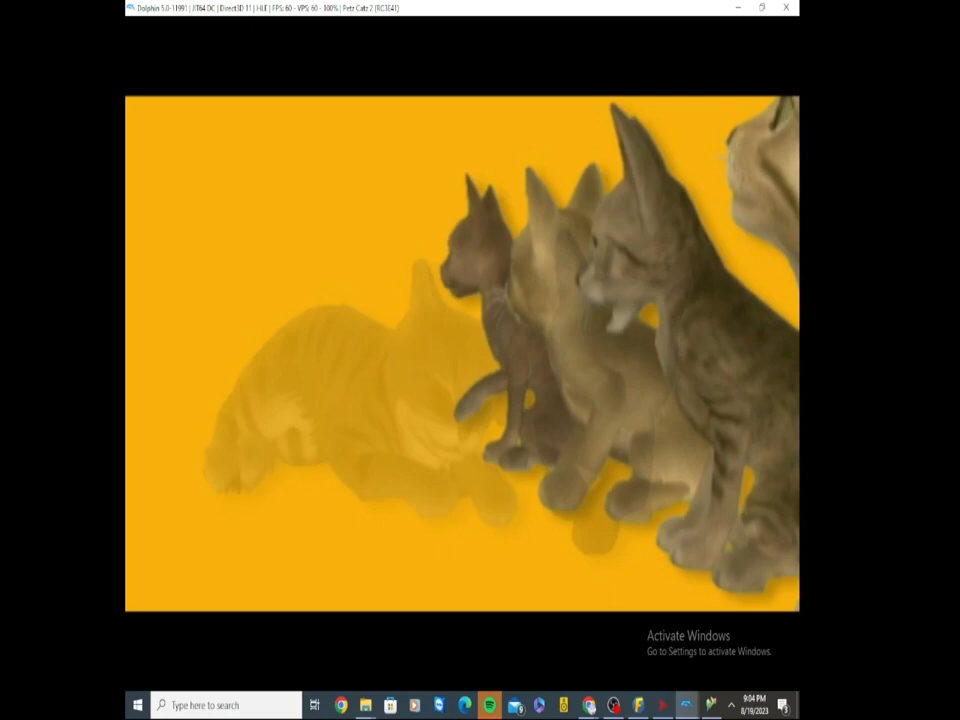 Dolphin 5.0-11991 | JIT64 DC | Direct3D 11 | HLE | FPS: 60 - VPS: 60 - 100% | Petz Catz 2 (RC3E41)
Activate Windows
Go to Settings to activate Windows.
Type here to search
9:04 PM
8/19/2023